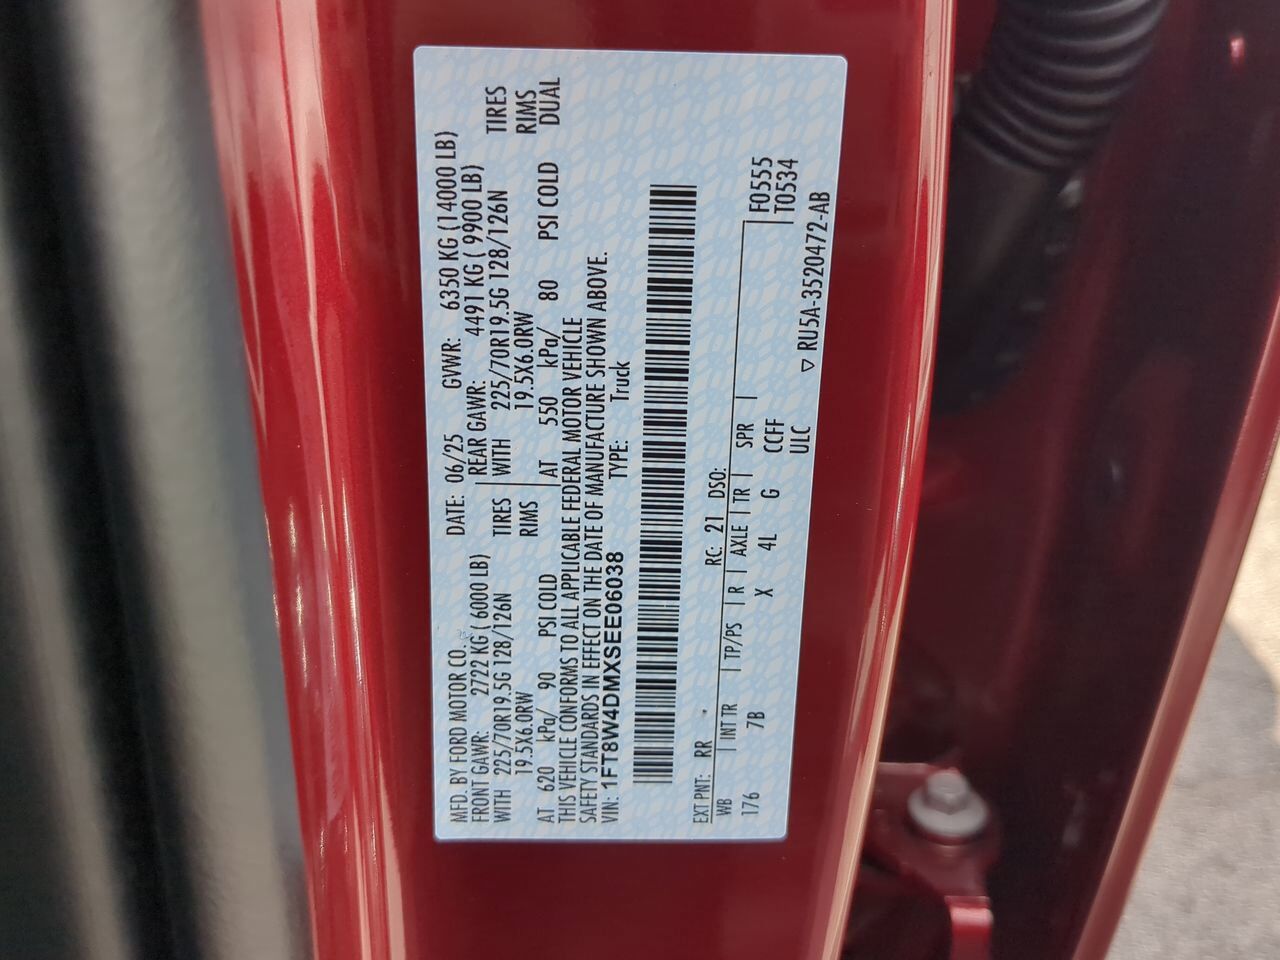 MFD. BY FORD MOTOR CO. DATE: 06/25 GVWR: 6350 KG (14000 LB)
FRONT GAWR: 2722 KG ( 6000 LB) REAR GAWR: 4491 KG ( 9900 LB)
WITH 225/70R19.5G 128/126N TIRES WITH 225/70R19.5G 128/126N TIRES
19.5X6.0RW RIMS 19.5X6.0RW RIMS
AT 620 kPa/ 90 PSI COLD AT 550 kPa/ 80 PSI COLD DUAL
THIS VEHICLE CONFORMS TO ALL APPLICABLE FEDERAL MOTOR VEHICLE
SAFETY STANDARDS IN EFFECT ON THE DATE OF MANUFACTURE SHOWN ABOVE.
VIN: 1FT8W4DMXSEE06038 TYPE: Truck
EXT PNT: RR RC: 21 DSO:
WB INT TR TP/PS R AXLE TR SPR F0555
176 7B X 4L G CCFF T0534
ULC ▽ RU5A-3520472-AB